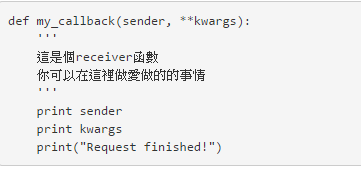 def my_callback(sender, **kwargs):
    '''
    這是個receiver函數
    你可以在這裡做愛做的的事情
    '''
    print sender
    print kwargs
    print("Request finished!")